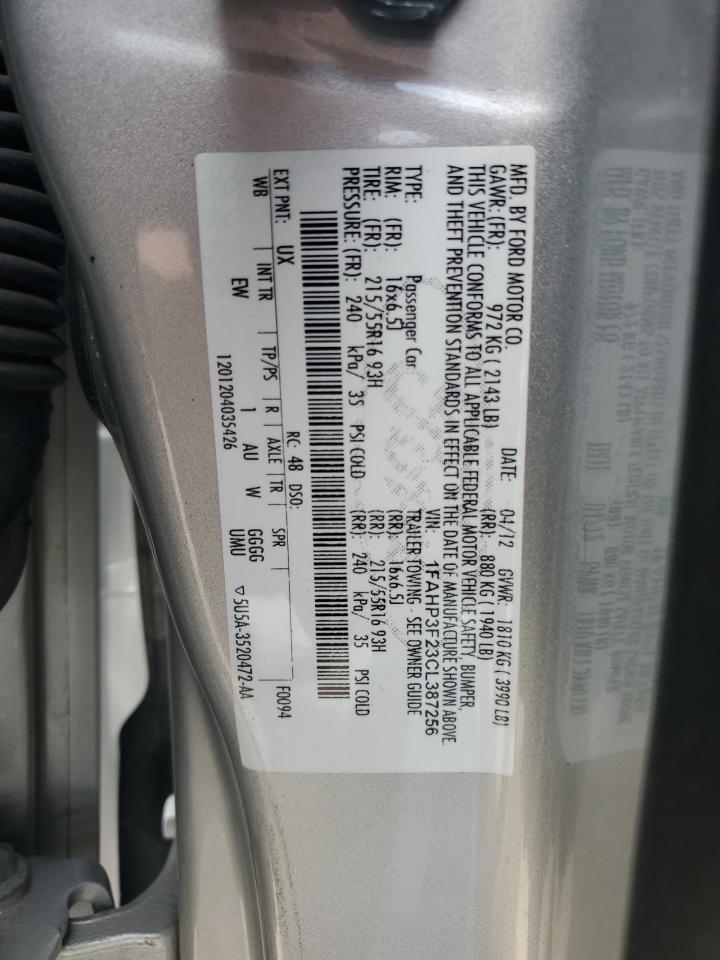 MFD. BY FORD MOTOR CO.
DATE: 04/12 GVWR: 1810 KG ( 3990 LB)
GAWR: (FR): 972 KG ( 2143 LB) (RR): 880 KG ( 1940 LB)
THIS VEHICLE CONFORMS TO ALL APPLICABLE FEDERAL MOTOR VEHICLE SAFETY, BUMPER,
AND THEFT PREVENTION STANDARDS IN EFFECT ON THE DATE OF MANUFACTURE SHOWN ABOVE.
VIN: 1FAHP3F23CL387256
TYPE: Passenger Car TRAILER TOWING - SEE OWNER GUIDE
RIM: (FR): 16x6.5J (RR): 16x6.5J
TIRE: (FR): 215/55R16 93H (RR): 215/55R16 93H
PRESSURE: (FR): 240 kPa/ 35 PSI COLD (RR): 240 kPa/ 35 PSI COLD
RC: 48 DSO: F0094
EXT PNT: UX
WB INT TR TP/PS R AXLE TR SPR
EW 1 AU W GGGG
UMU
1201204035426 ▽5U5A-3520472-AA